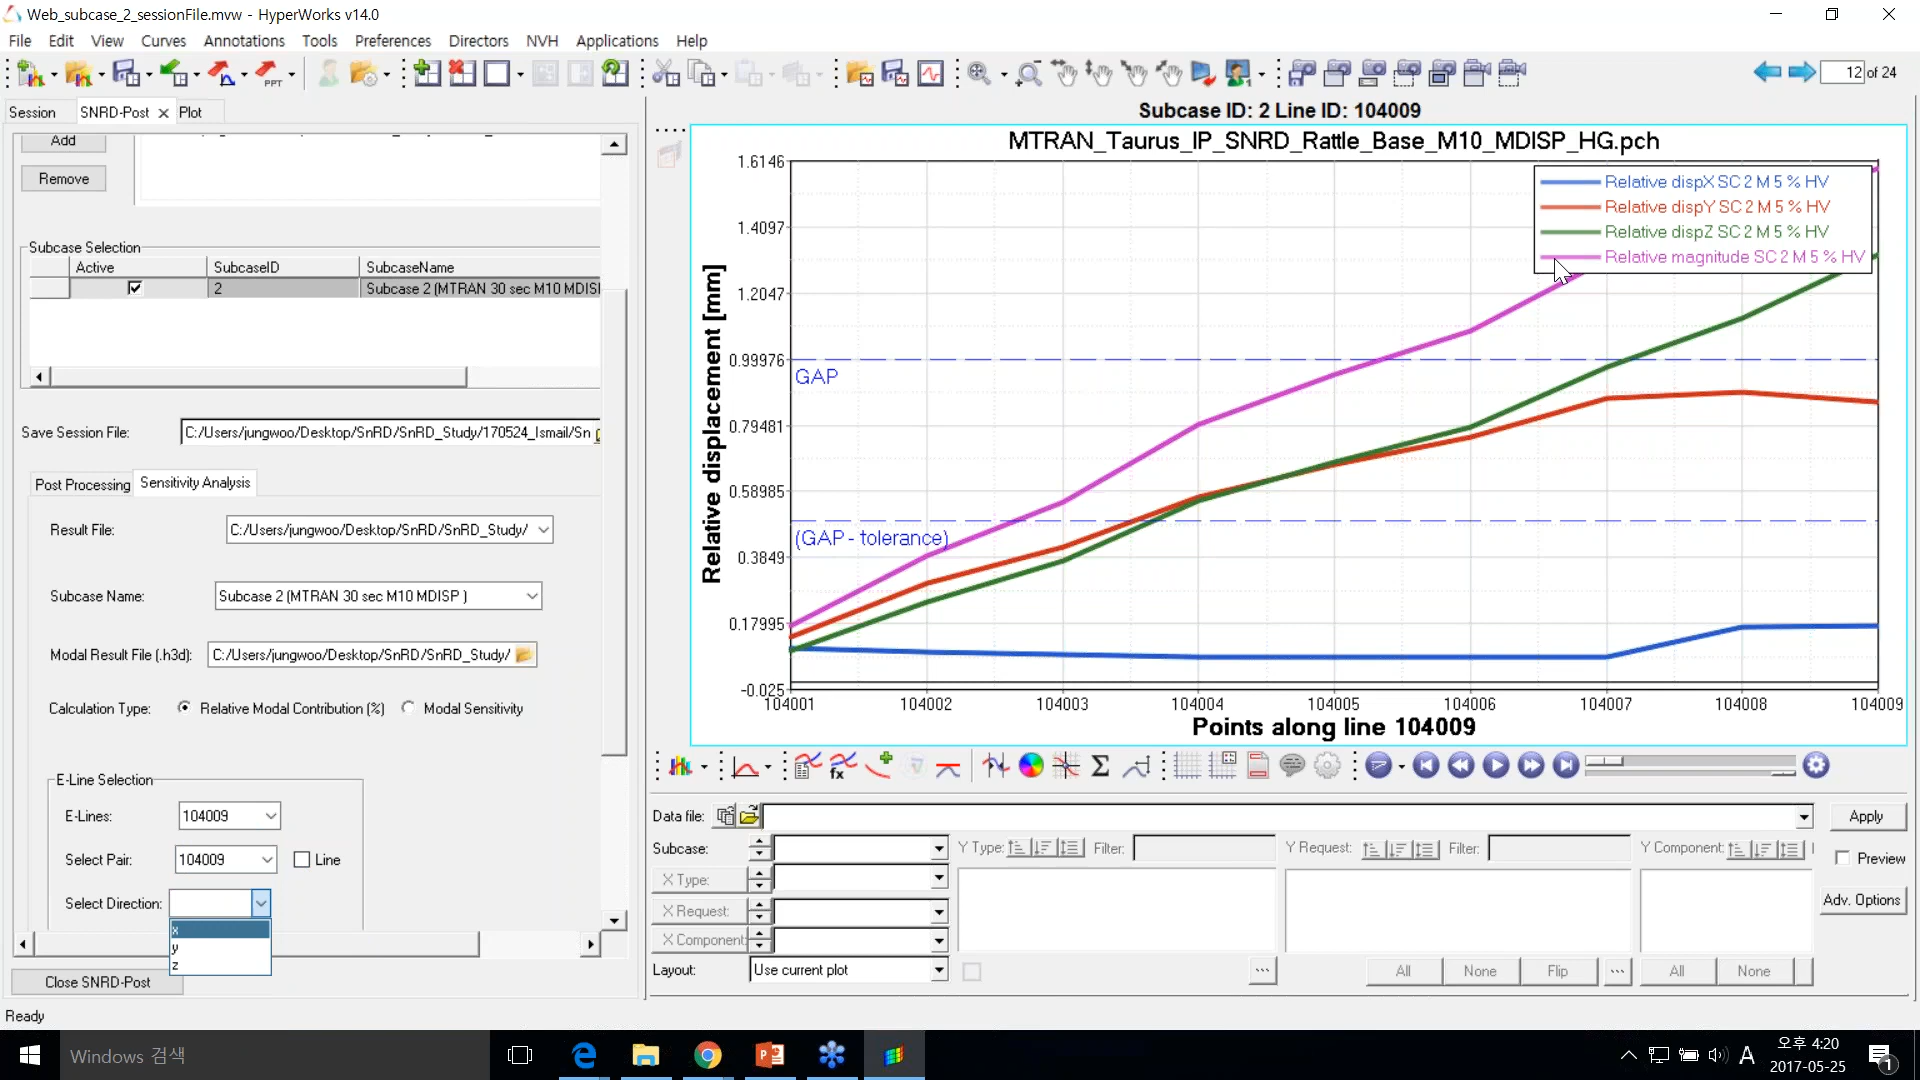 Web_subcase_2_sessionFile.mvw - HyperWorks v14.0
File Edit View Curves Annotations Tools Preferences Directors NVH Applications Help
PPT
12 of 24
Session SNRD-Post Plot
Add
Remove
Subcase Selection
Active SubcaseID SubcaseName
2 Subcase 2 (MTRAN 30 sec M10 MDISI
Save Session File: C:/Users/jungwoo/Desktop/SnRD/SnRD_Study/170524_Ismail/Sn
Post Processing Sensitivity Analysis
Result File: C:/Users/jungwoo/Desktop/SnRD/SnRD_Study/
Subcase Name: Subcase 2 (MTRAN 30 sec M10 MDISP )
Modal Result File (.h3d): C:/Users/jungwoo/Desktop/SnRD/SnRD_Study/
Calculation Type: Relative Modal Contribution (%) Modal Sensitivity
E-Line Selection
E-Lines: 104009
Select Pair: 104009 Line
Select Direction:
x
y
z
Close SNRD-Post
Ready
Subcase ID: 2 Line ID: 104009
MTRAN_Taurus_IP_SNRD_Rattle_Base_M10_MDISP_HG.pch
Relative dispX SC 2 M 5 % HV
Relative dispY SC 2 M 5 % HV
Relative dispZ SC 2 M 5 % HV
Relative magnitude SC 2 M 5 % HV
Relative displacement [mm]
1.6146
1.4097
1.2047
0.99976
0.79481
0.58985
0.3849
0.17995
-0.025
GAP
(GAP - tolerance)
104001 104002 104003 104004 104005 104006 104007 104008 104009
Points along line 104009
fx Σ
Data file: Apply
Subcase: Y Type: Filter: Y Request: Filter: Y Component: Preview
X Type:
X Request: Adv. Options
X Component:
Layout: Use current plot ... All None Flip ... All None
Windows 검색
A 오후 4:20
2017-05-25
1